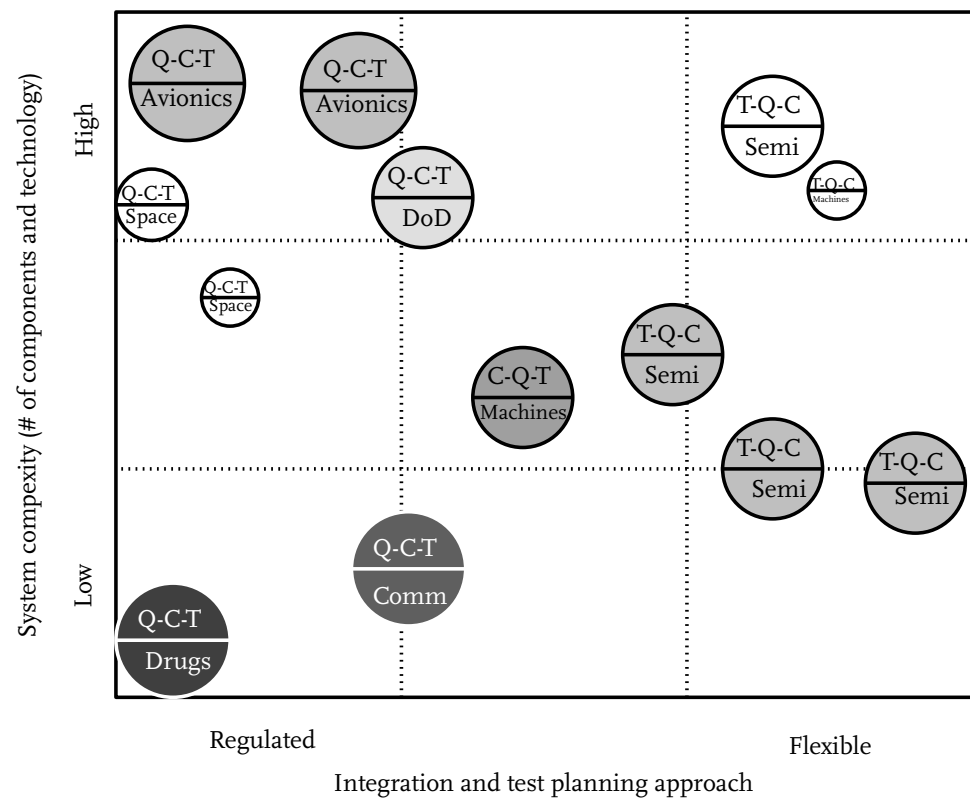 System compexity (# of components and technology)
High
Low
Q-C-T
Avionics
Q-C-T
Avionics
T-Q-C
Semi
Q-C-T
Space
Q-C-T
DoD
T-Q-C
Machines
Q-C-T
Space
T-Q-C
Semi
C-Q-T
Machines
T-Q-C
Semi
T-Q-C
Semi
Q-C-T
Comm
Q-C-T
Drugs
Regulated
Flexible
Integration and test planning approach